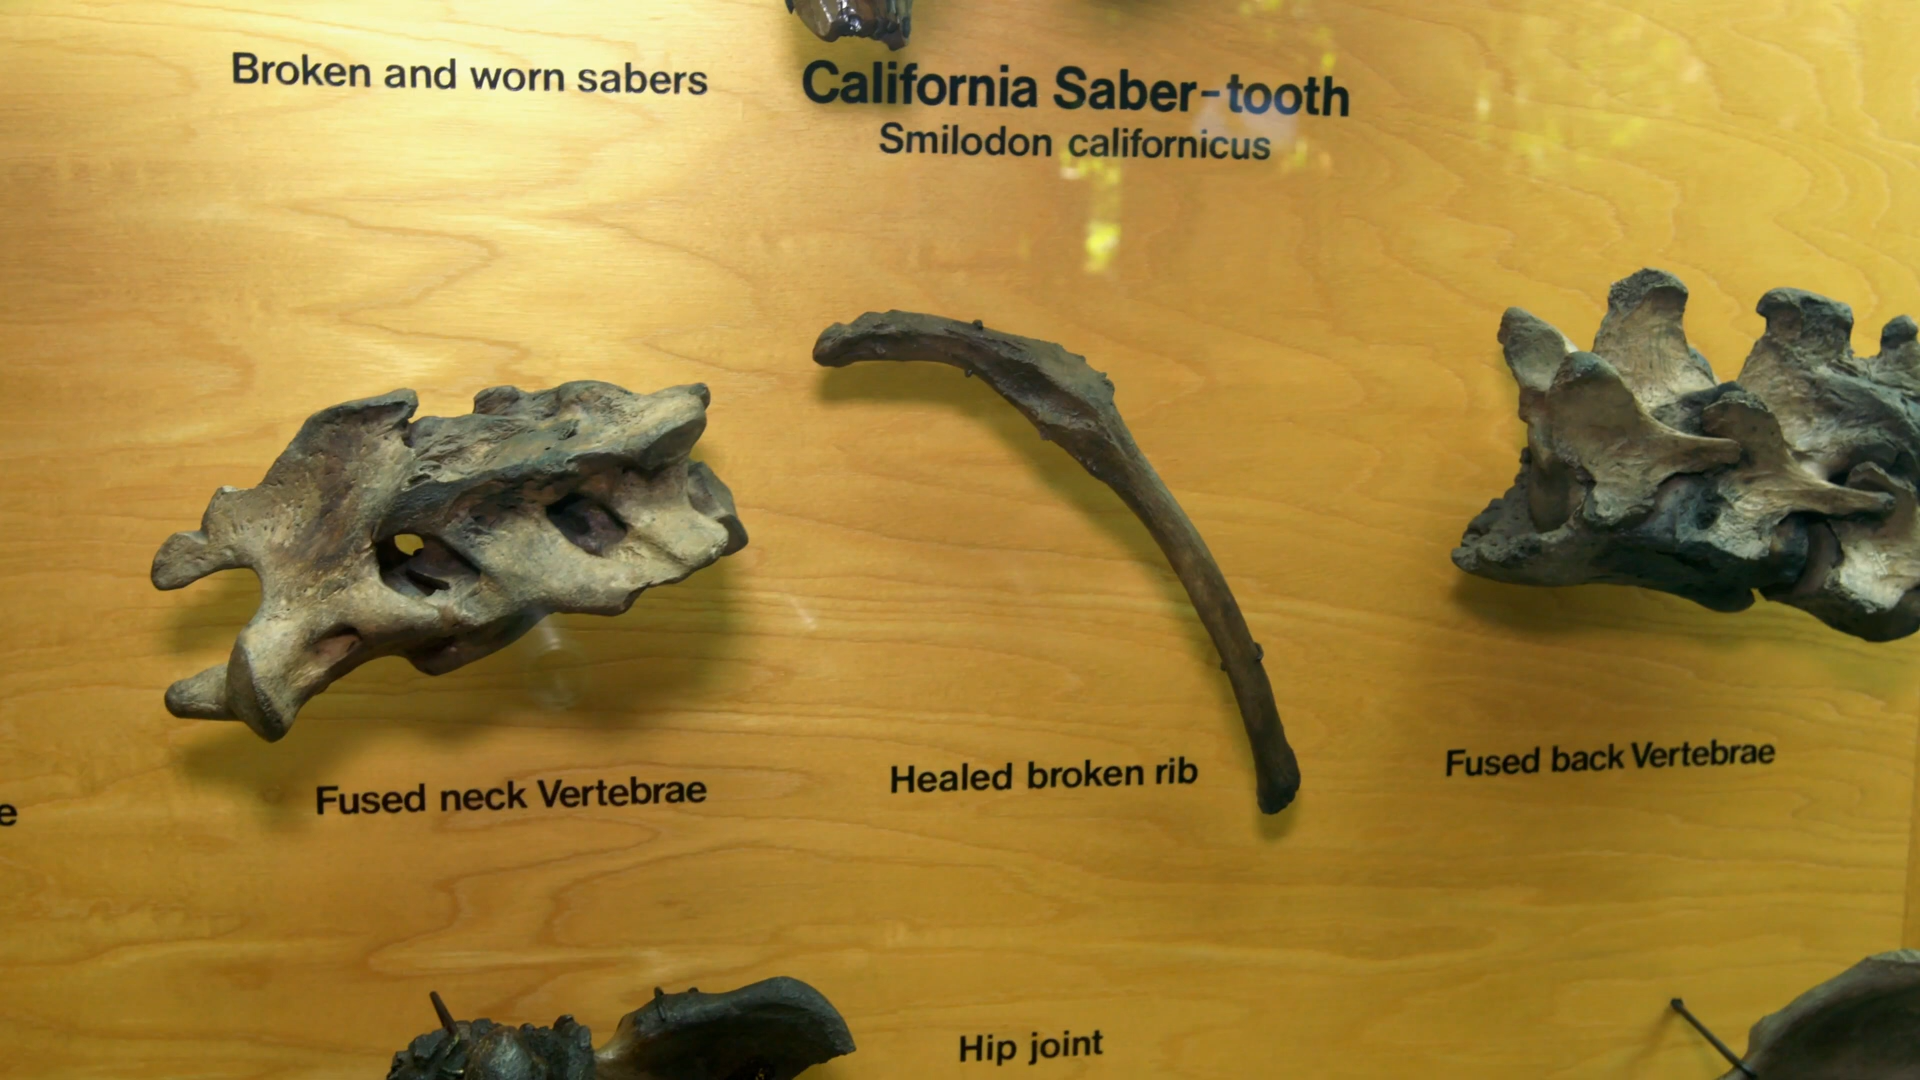 Broken and worn sabers
California Saber-tooth
Smilodon californicus
Fused neck Vertebrae
Healed broken rib
Fused back Vertebrae
Hip joint